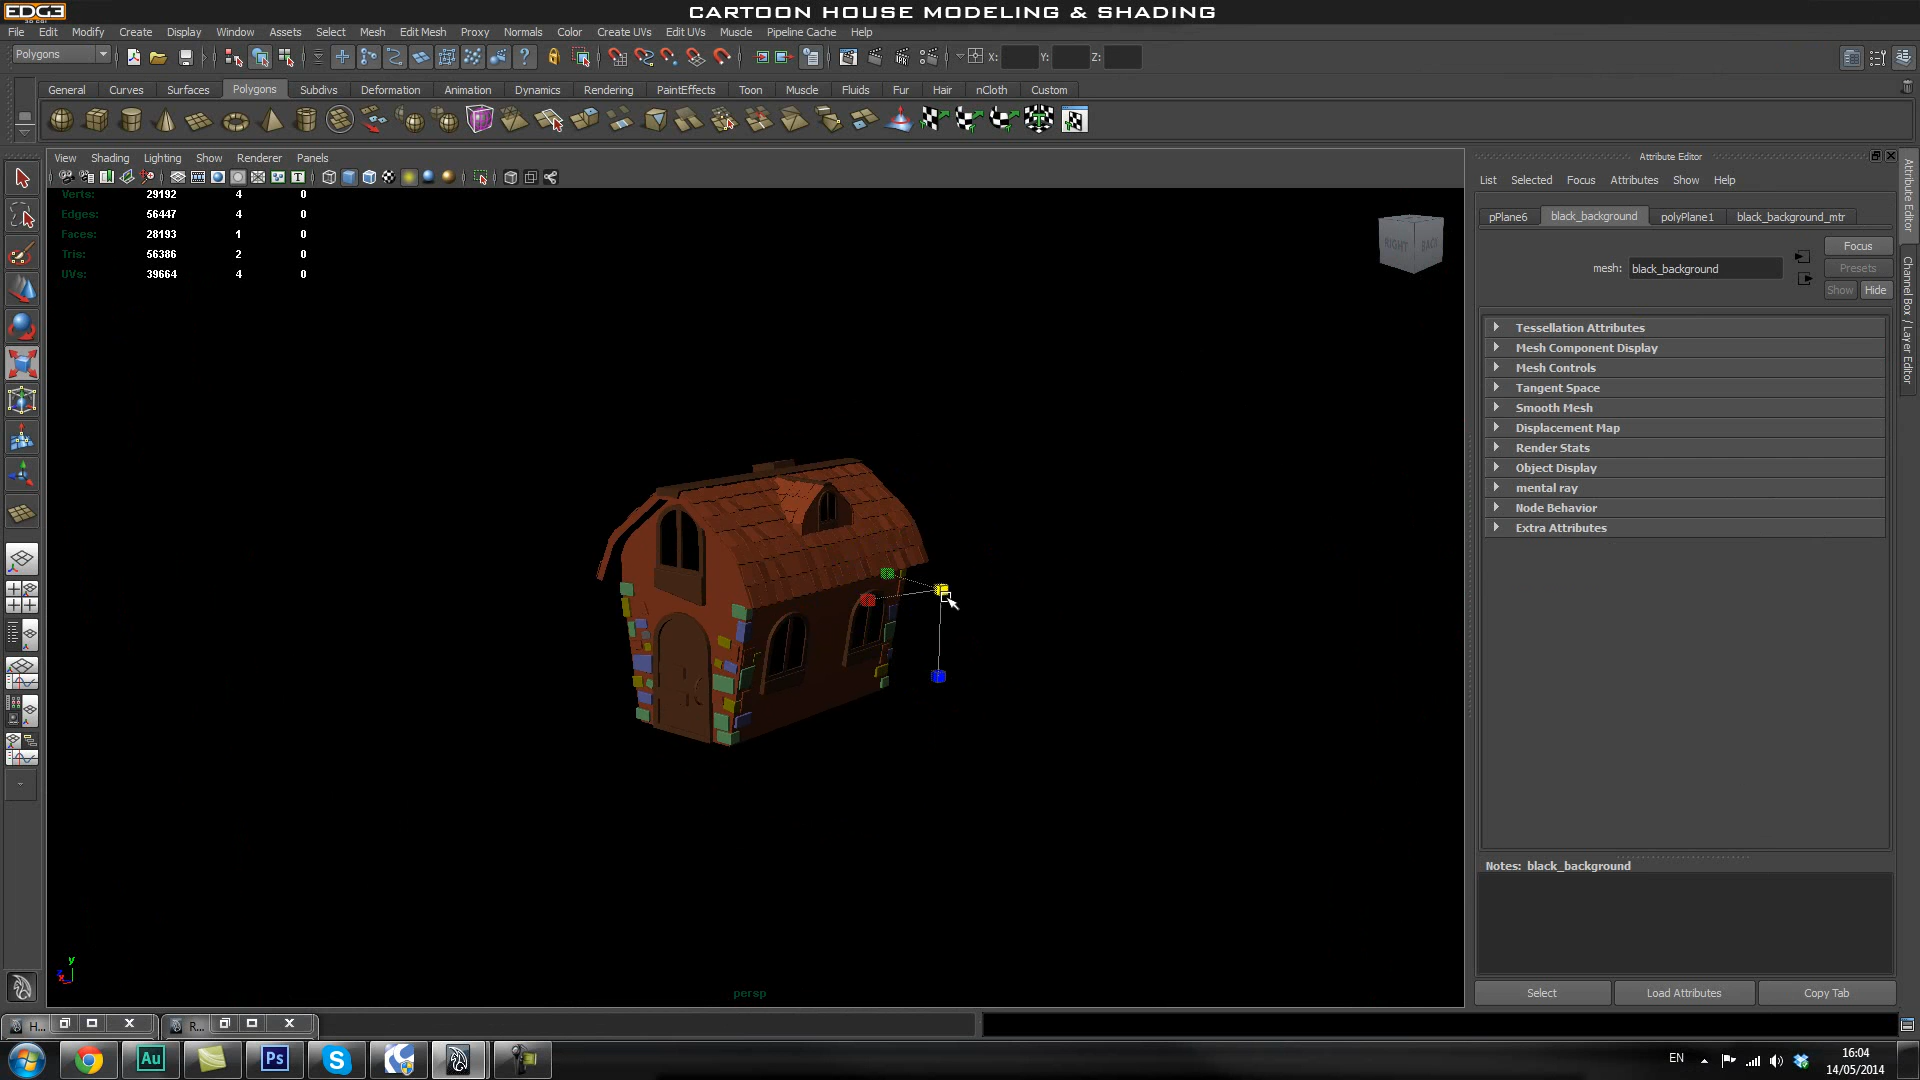 EDGE
3D CGI
CARTOON HOUSE MODELING & SHADING
File Edit Modify Create Display Window Assets Select Mesh Edit Mesh Proxy Normals Color Create UVs Edit UVs Muscle Pipeline Cache Help
Polygons X: Y: Z:
General Curves Surfaces Polygons Subdivs Deformation Animation Dynamics Rendering PaintEffects Toon Muscle Fluids Fur Hair nCloth Custom
View Shading Lighting Show Renderer Panels
Verts: 29192 4 0
Edges: 56447 4 0
Faces: 28193 1 0
Tris: 56386 2 0
UVs: 39664 4 0
RIGHT BACK
y
x
persp
Attribute Editor
List Selected Focus Attributes Show Help
pPlane6 black_background polyPlane1 black_background_mtr
Focus
mesh: black_background
Presets
Show Hide
Tessellation Attributes
Mesh Component Display
Mesh Controls
Tangent Space
Smooth Mesh
Displacement Map
Render Stats
Object Display
mental ray
Node Behavior
Extra Attributes
Notes: black_background
Select Load Attributes Copy Tab
Attribute Editor
Channel Box / Layer Editor
H... R...
Au Ps S
EN 16:04
14/05/2014